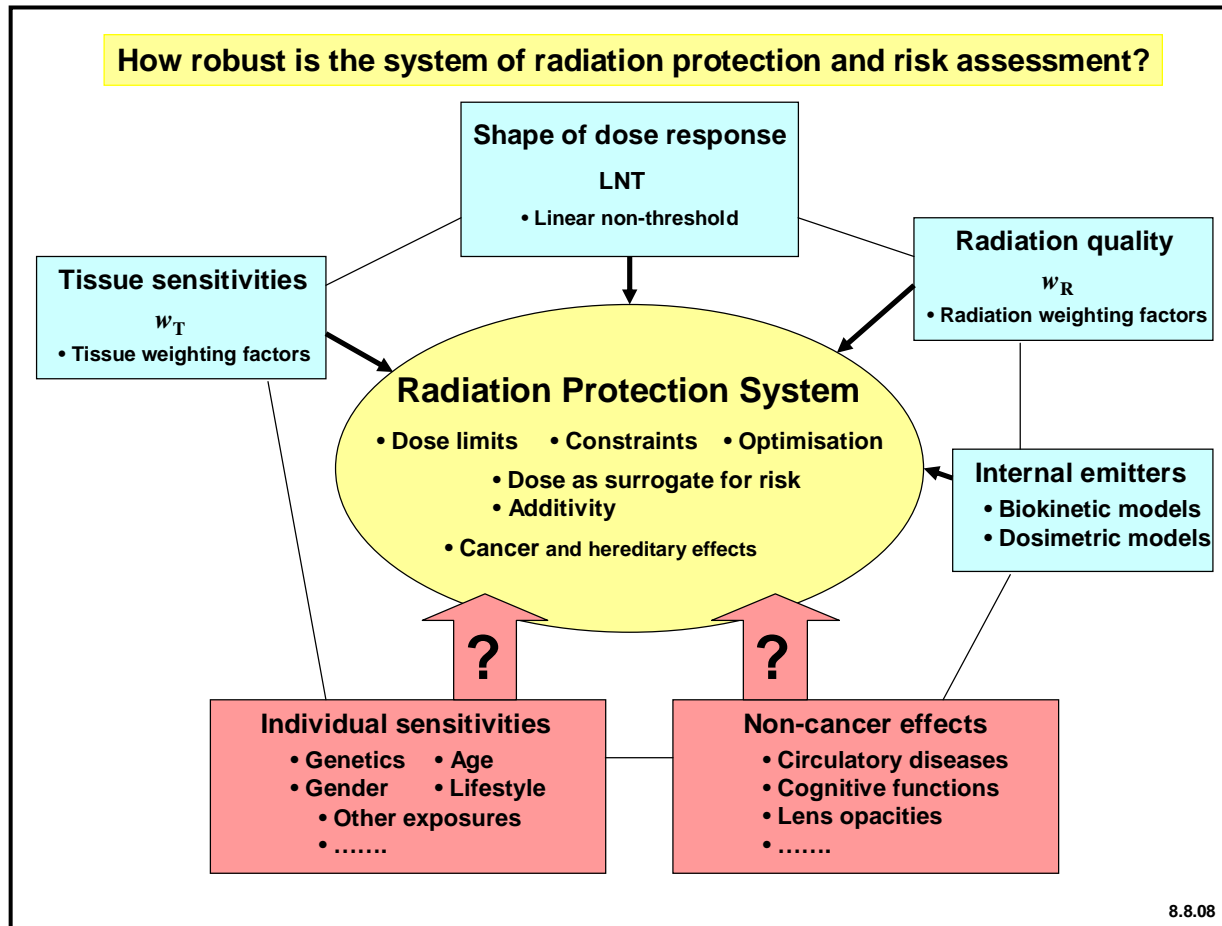 How robust is the system of radiation protection and risk assessment?
Shape of dose response
LNT
• Linear non-threshold
Tissue sensitivities
wT
• Tissue weighting factors
Radiation quality
wR
• Radiation weighting factors
Radiation Protection System
• Dose limits • Constraints • Optimisation
• Dose as surrogate for risk
• Additivity
• Cancer and hereditary effects
Internal emitters
• Biokinetic models
• Dosimetric models
?
?
Individual sensitivities
• Genetics • Age
• Gender • Lifestyle
• Other exposures
• .......
Non-cancer effects
• Circulatory diseases
• Cognitive functions
• Lens opacities
• .......
8.8.08